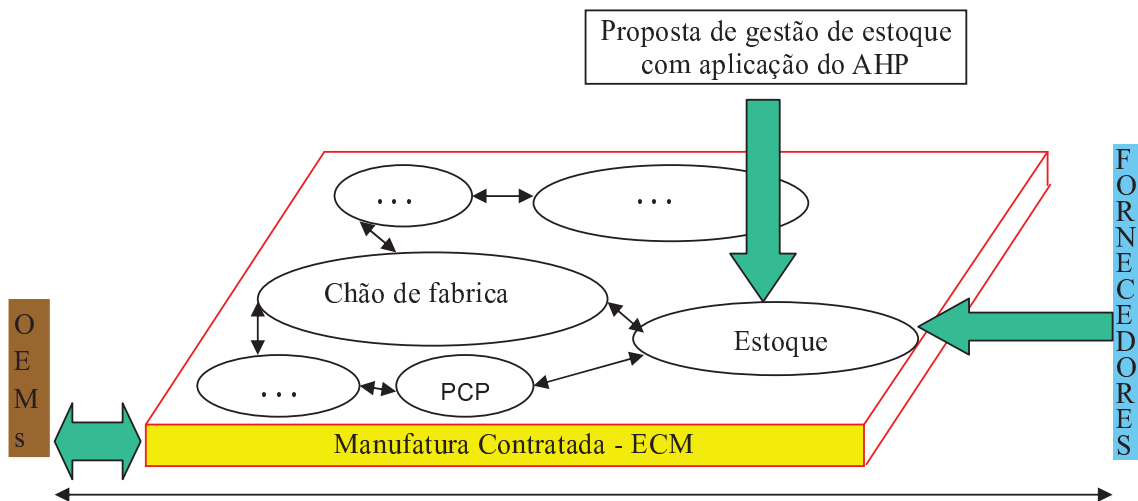 Proposta de gestão de estoque
com aplicação do AHP
FORNECEDORES
...
...
Chão de fabrica
OEMs
Estoque
...
PCP
Manufatura Contratada - ECM